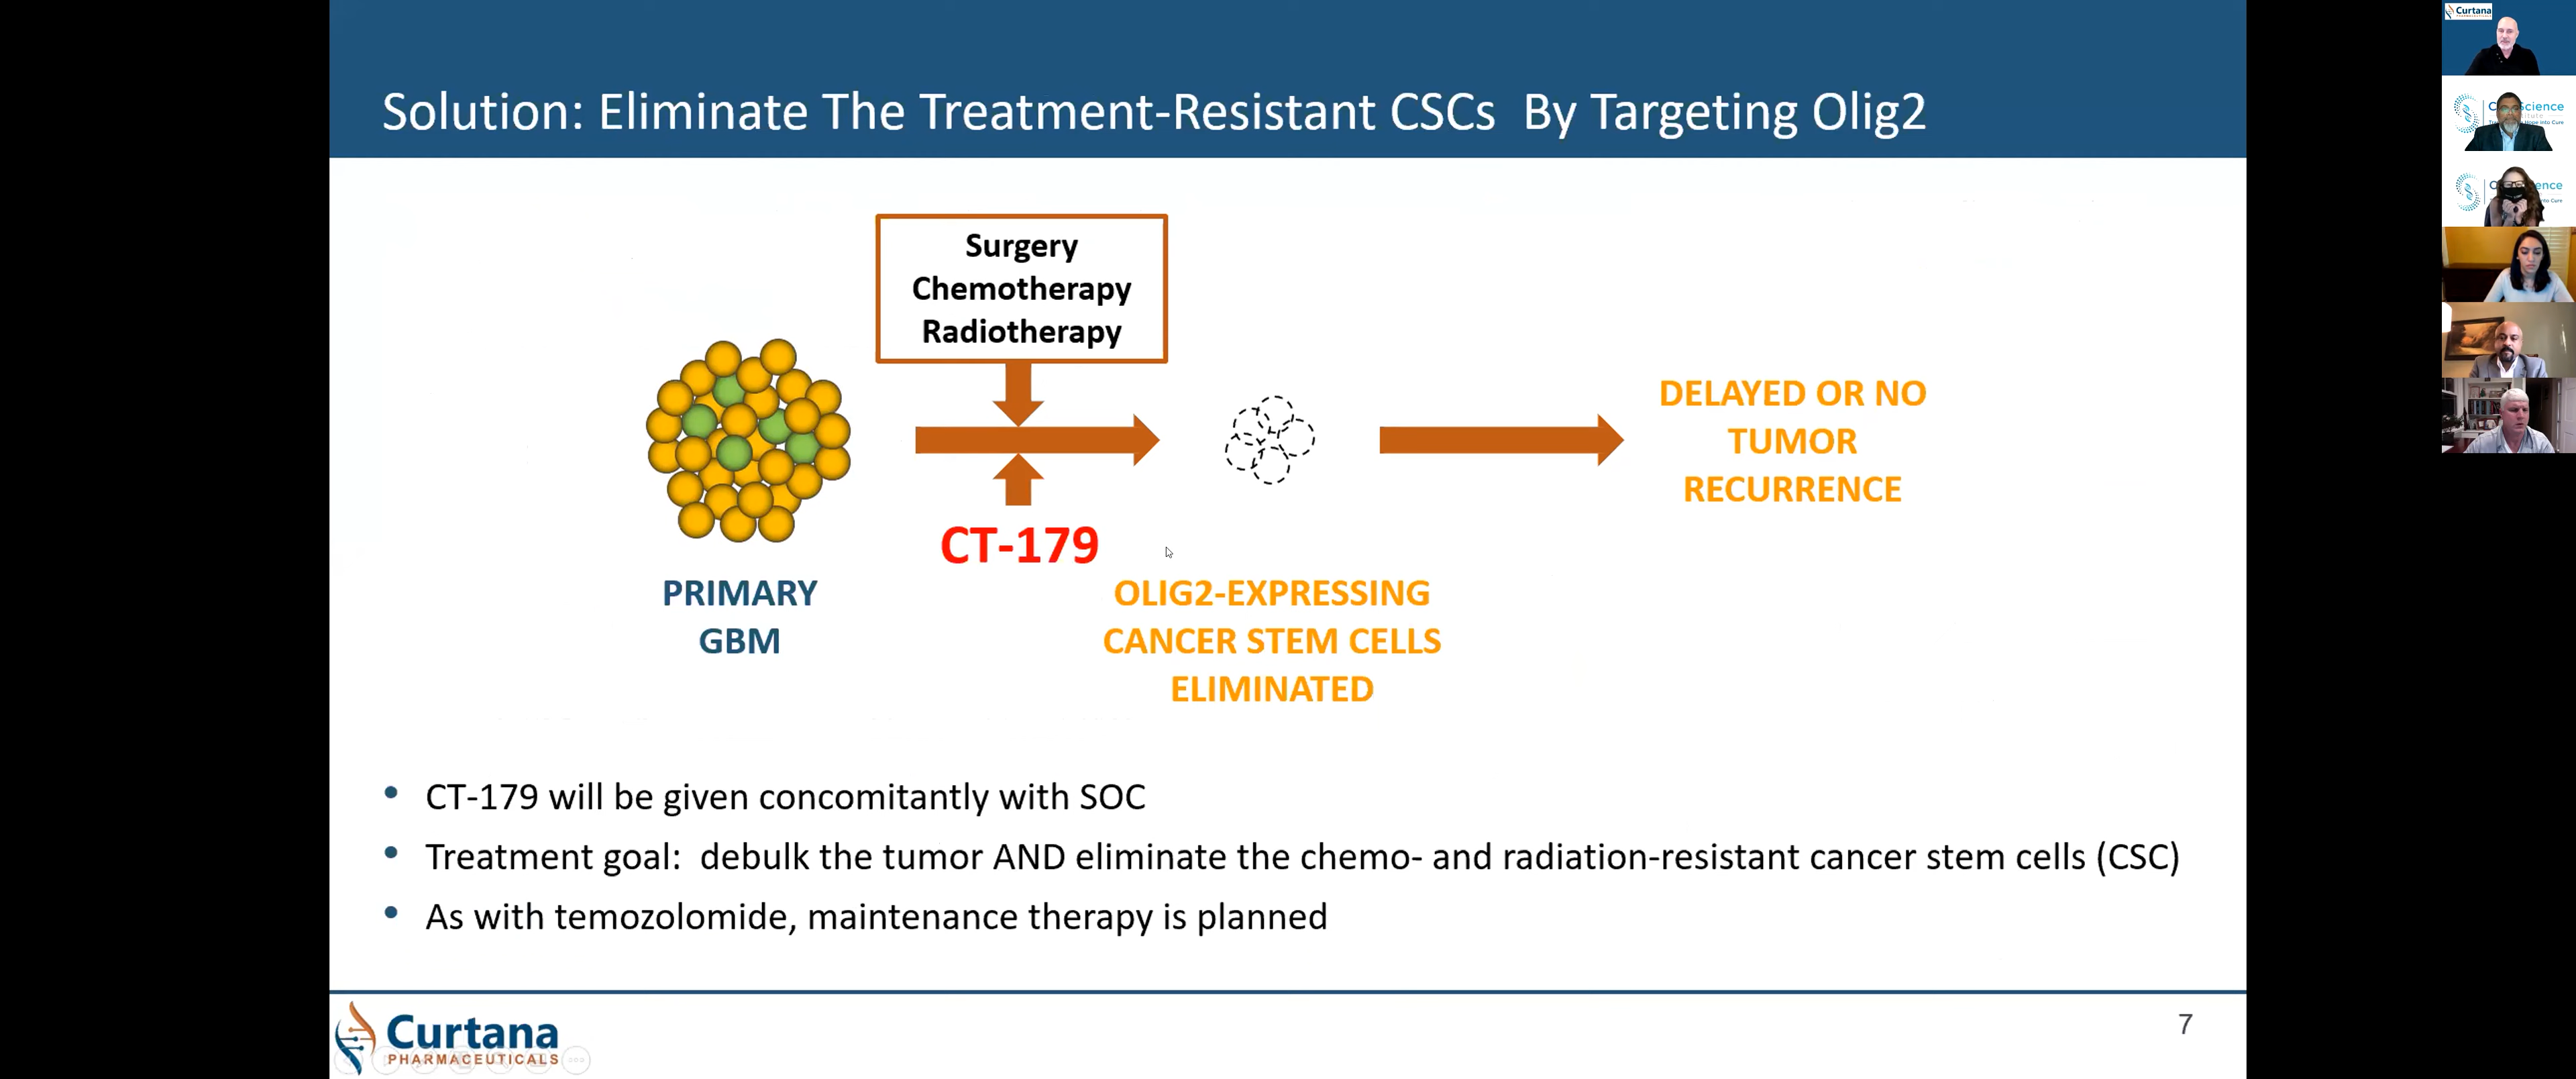 Solution: Eliminate The Treatment-Resistant CSCs By Targeting Olig2
Surgery
Chemotherapy
Radiotherapy
CT-179
PRIMARY
GBM
OLIG2-EXPRESSING
CANCER STEM CELLS
ELIMINATED
DELAYED OR NO
TUMOR
RECURRENCE
• CT-179 will be given concomitantly with SOC
• Treatment goal: debulk the tumor AND eliminate the chemo- and radiation-resistant cancer stem cells (CSC)
• As with temozolomide, maintenance therapy is planned
Curtana
PHARMACEUTICALS
7
Curtana